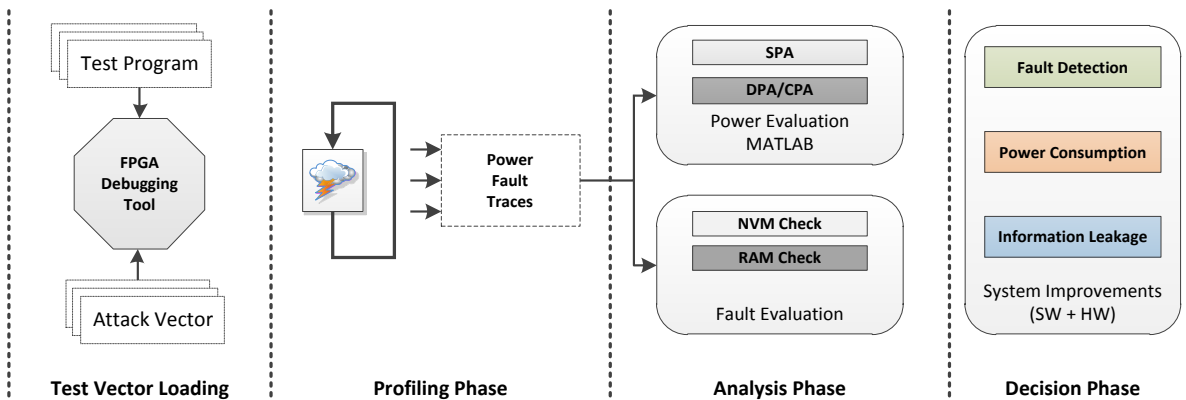 Test Program
FPGA
Debugging
Tool
Attack Vector
Test Vector Loading
Power
Fault
Traces
Profiling Phase
SPA
DPA/CPA
Power Evaluation
MATLAB
NVM Check
RAM Check
Fault Evaluation
Analysis Phase
Fault Detection
Power Consumption
Information Leakage
System Improvements
(SW + HW)
Decision Phase